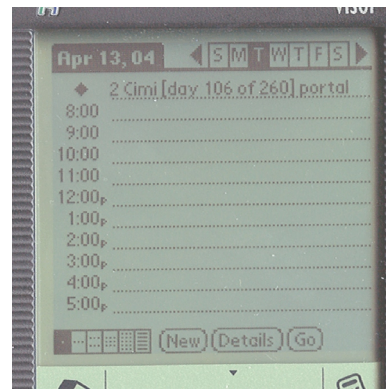 VISOR
Apr 13, 04 S M T W T F S
2 Cimi [day 106 of 260] portal
8:00
9:00
10:00
11:00
12:00p
1:00p
2:00p
3:00p
4:00p
5:00p
New Details Go